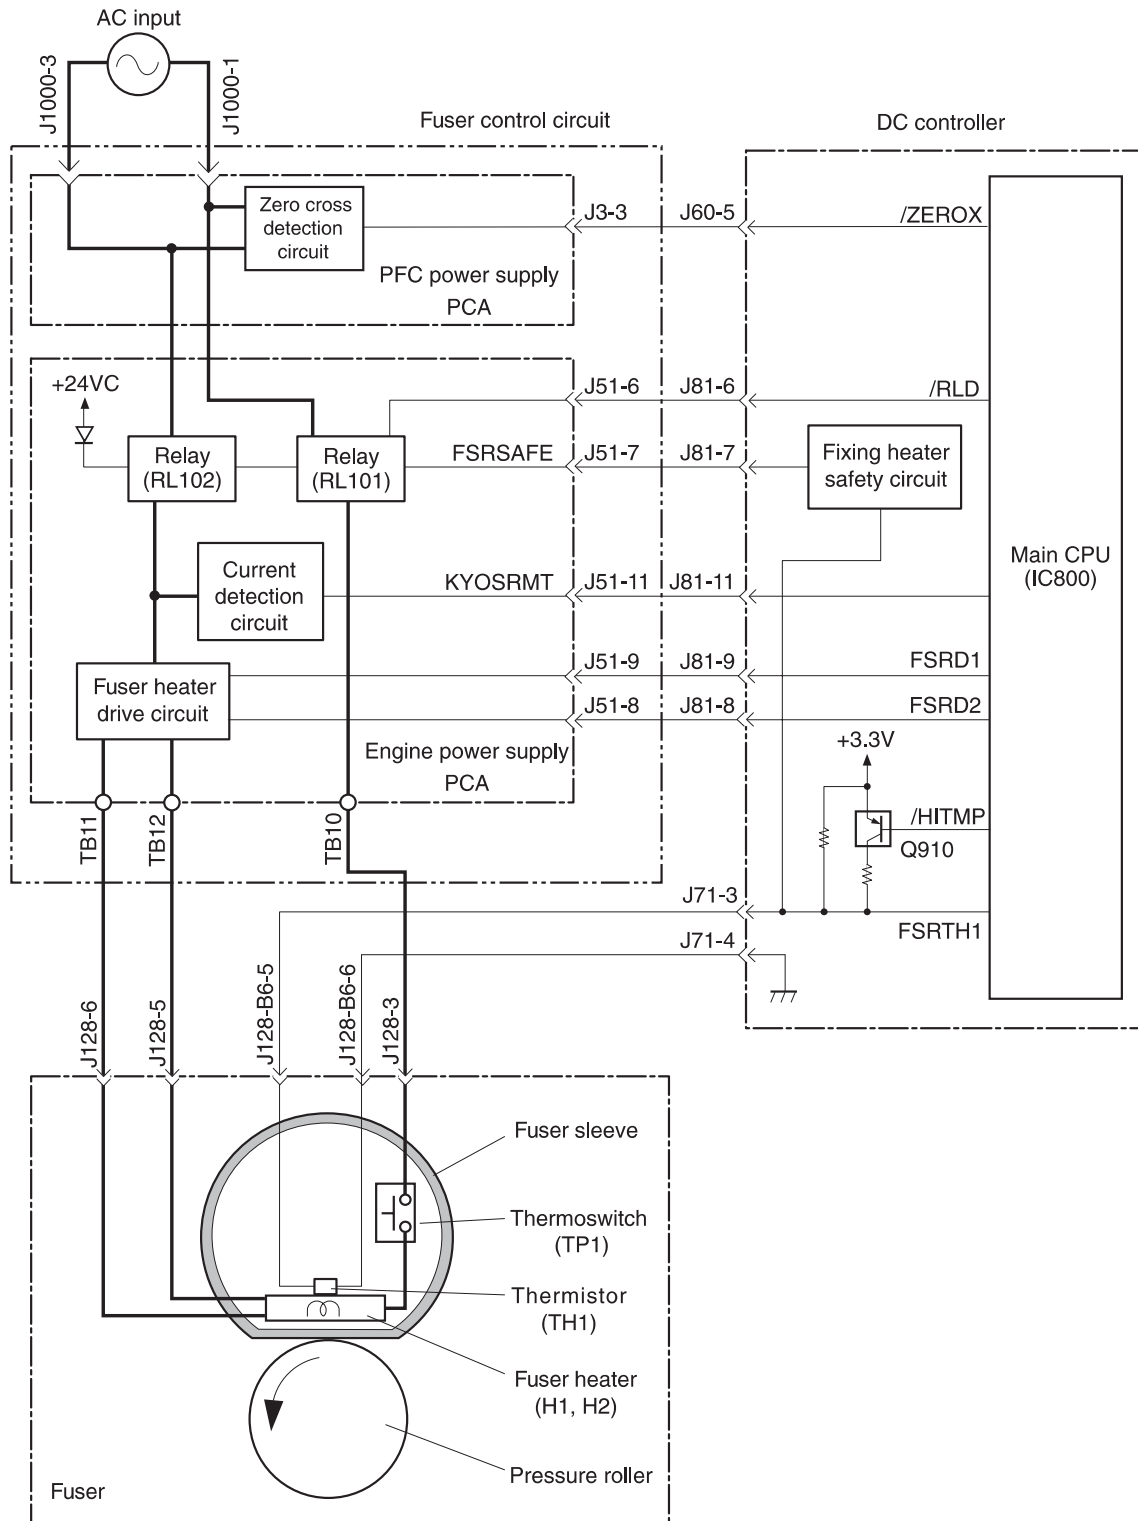 AC input
J1000-3
J1000-1
Fuser control circuit
DC controller
Zero cross
detection
circuit
J3-3
J60-5
/ZEROX
PFC power supply
PCA
+24VC
J51-6
J81-6
/RLD
Relay
(RL102)
Relay
(RL101)
FSRSAFE
J51-7
J81-7
Fixing heater
safety circuit
Main CPU
(IC800)
Current
detection
circuit
KYOSRMT
J51-11
J81-11
J51-9
J81-9
FSRD1
Fuser heater
drive circuit
J51-8
J81-8
FSRD2
Engine power supply
PCA
+3.3V
/HITMP
Q910
TB11
TB12
TB10
J71-3
FSRTH1
J71-4
J128-6
J128-5
J128-B6-5
J128-B6-6
J128-3
Fuser sleeve
Thermoswitch
(TP1)
Thermistor
(TH1)
Fuser heater
(H1, H2)
Pressure roller
Fuser